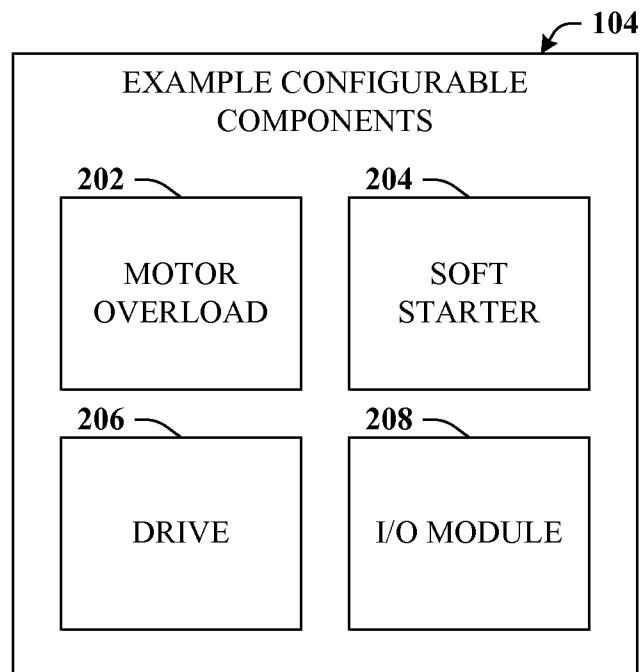 104
EXAMPLE CONFIGURABLE
COMPONENTS
202
MOTOR
OVERLOAD
204
SOFT
STARTER
206
DRIVE
208
I/O MODULE